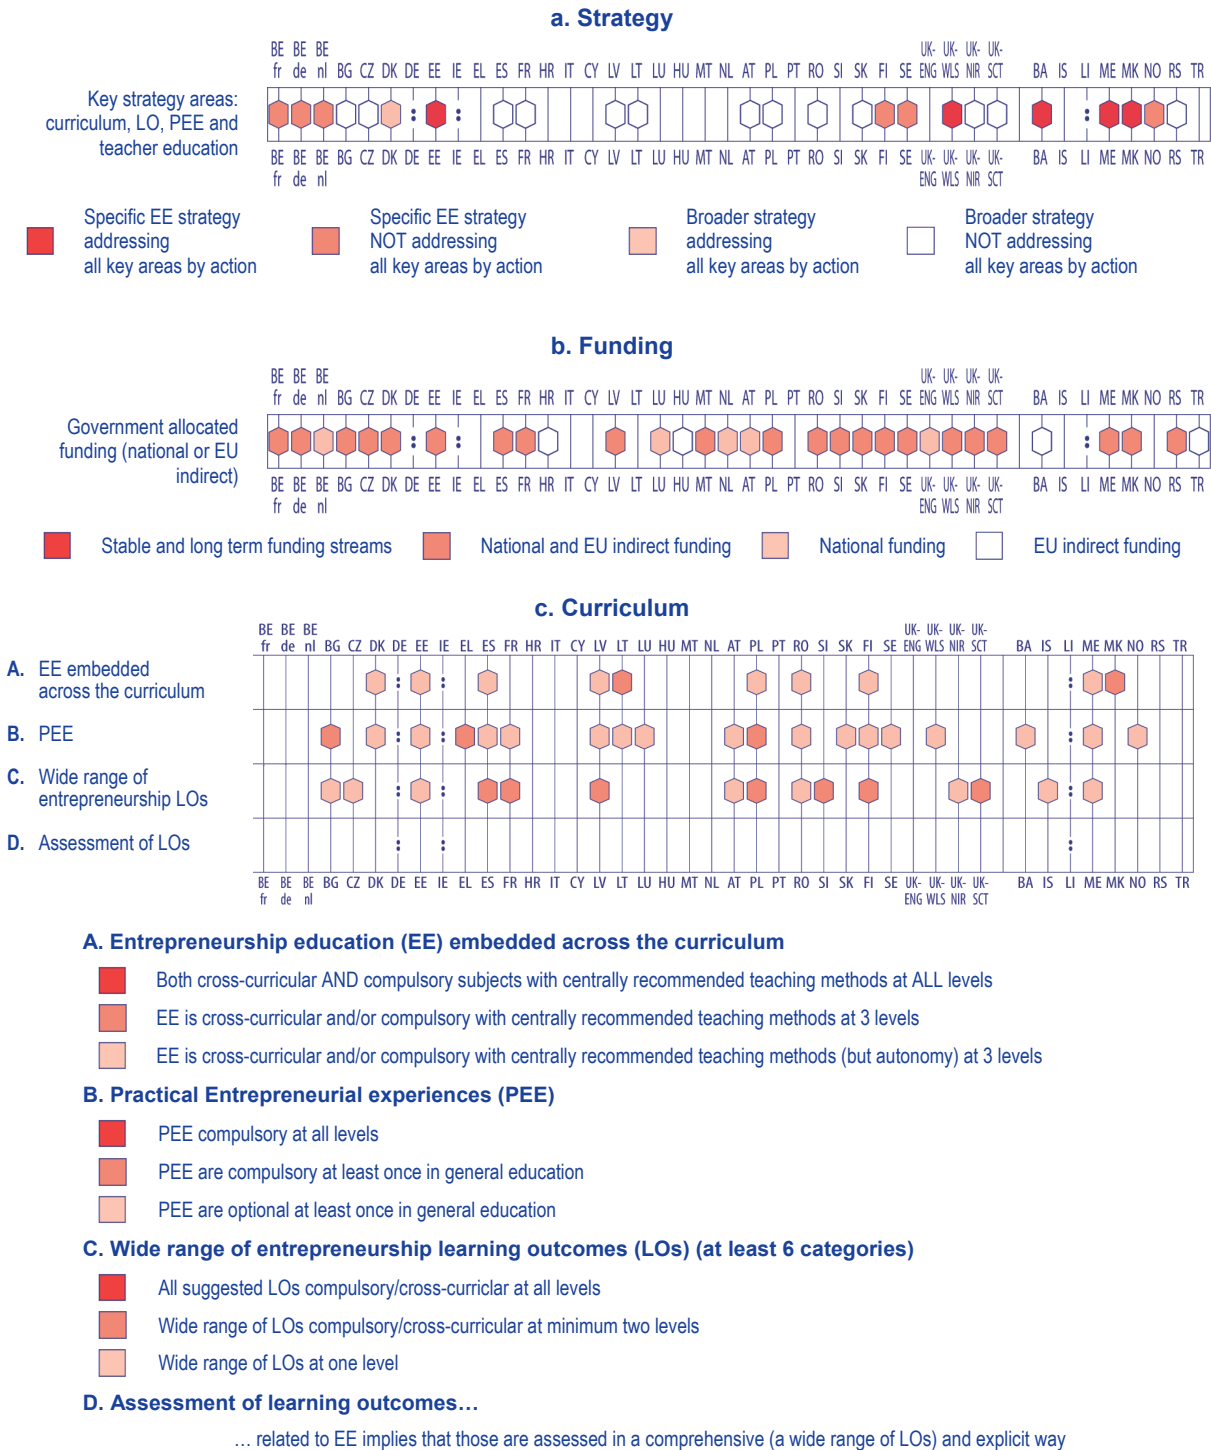 a. Strategy
BE BE BE UK- UK- UK- UK-
fr de nl BG CZ DK DE EE IE EL ES FR HR IT CY LV LT LU HU MT NL AT PL PT RO SI SK FI SE ENG WLS NIR SCT BA IS LI ME MK NO RS TR
Key strategy areas:
curriculum, LO, PEE and
teacher education
: : :
BE BE BE BG CZ DK DE EE IE EL ES FR HR IT CY LV LT LU HU MT NL AT PL PT RO SI SK FI SE UK- UK- UK- UK- BA IS LI ME MK NO RS TR
fr de nl ENG WLS NIR SCT
Specific EE strategy
addressing
all key areas by action
Specific EE strategy
NOT addressing
all key areas by action
Broader strategy
addressing
all key areas by action
Broader strategy
NOT addressing
all key areas by action
b. Funding
BE BE BE UK- UK- UK- UK-
fr de nl BG CZ DK DE EE IE EL ES FR HR IT CY LV LT LU HU MT NL AT PL PT RO SI SK FI SE ENG WLS NIR SCT BA IS LI ME MK NO RS TR
Government allocated
funding (national or EU
indirect)
: : :
BE BE BE BG CZ DK DE EE IE EL ES FR HR IT CY LV LT LU HU MT NL AT PL PT RO SI SK FI SE UK- UK- UK- UK- BA IS LI ME MK NO RS TR
fr de nl ENG WLS NIR SCT
Stable and long term funding streams National and EU indirect funding National funding EU indirect funding
c. Curriculum
BE BE BE UK- UK- UK- UK-
fr de nl BG CZ DK DE EE IE EL ES FR HR IT CY LV LT LU HU MT NL AT PL PT RO SI SK FI SE ENG WLS NIR SCT BA IS LI ME MK NO RS TR
A. EE embedded
across the curriculum
: : :
B. PEE : : :
C. Wide range of
entrepreneurship LOs
: : :
D. Assessment of LOs : : :
BE BE BE BG CZ DK DE EE IE EL ES FR HR IT CY LV LT LU HU MT NL AT PL PT RO SI SK FI SE UK- UK- UK- UK- BA IS LI ME MK NO RS TR
fr de nl ENG WLS NIR SCT
A. Entrepreneurship education (EE) embedded across the curriculum
Both cross-curricular AND compulsory subjects with centrally recommended teaching methods at ALL levels
EE is cross-curricular and/or compulsory with centrally recommended teaching methods at 3 levels
EE is cross-curricular and/or compulsory with centrally recommended teaching methods (but autonomy) at 3 levels
B. Practical Entrepreneurial experiences (PEE)
PEE compulsory at all levels
PEE are compulsory at least once in general education
PEE are optional at least once in general education
C. Wide range of entrepreneurship learning outcomes (LOs) (at least 6 categories)
All suggested LOs compulsory/cross-curriclar at all levels
Wide range of LOs compulsory/cross-curricular at minimum two levels
Wide range of LOs at one level
D. Assessment of learning outcomes…
… related to EE implies that those are assessed in a comprehensive (a wide range of LOs) and explicit way